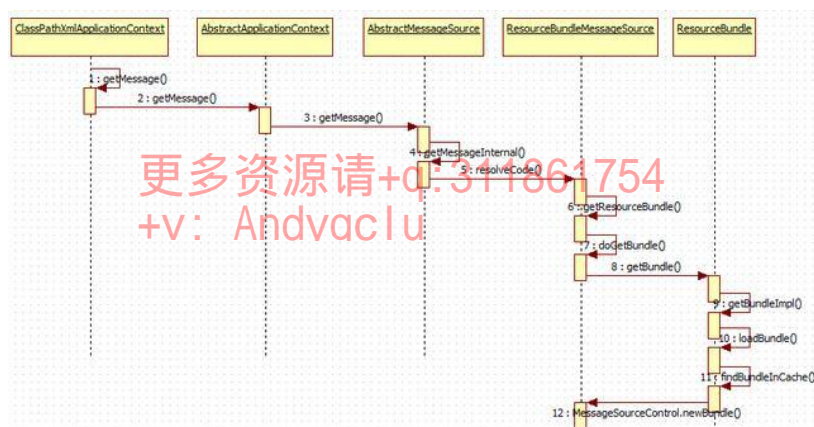 ClassPathXmlApplicationContext AbstractApplicationContext AbstractMessageSource ResourceBundleMessageSource ResourceBundle
1 : getMessage()
2 : getMessage()
3 : getMessage()
4 : getMessageInternal()
更多资源请+q:311861754
5 : resolveCode()
6 : getResourceBundle()
+v: Andyqclu
7 : doGetBundle()
8 : getBundle()
9 : getBundleImpl()
10 : loadBundle()
11 : findBundleInCache()
12 : MessageSourceControl.newBundle()